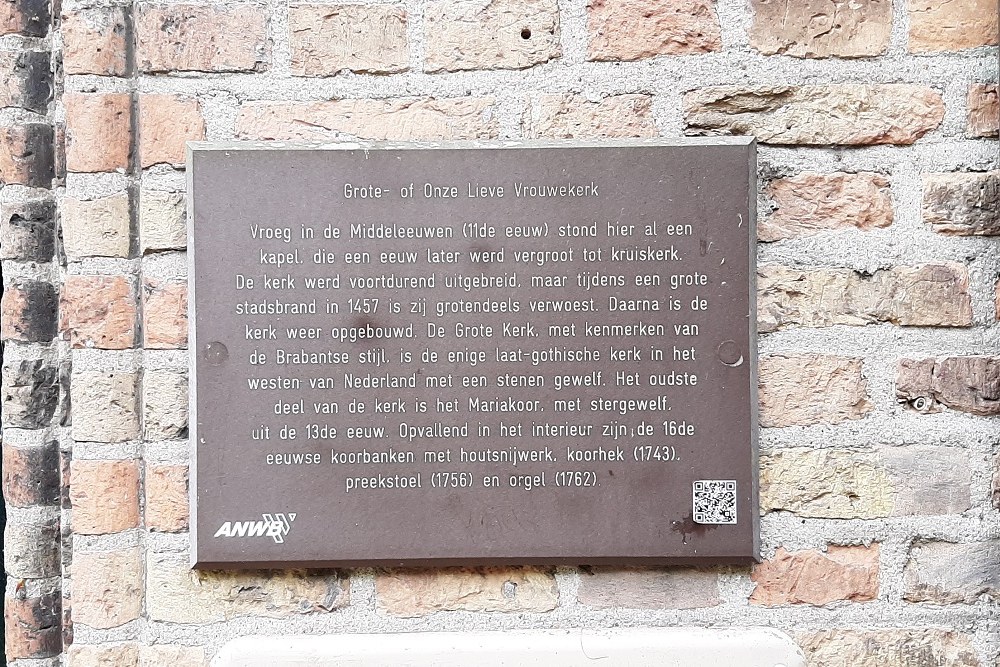 Grote- of Onze Lieve Vrouwekerk
Vroeg in de Middeleeuwen (11de eeuw) stond hier al een
kapel, die een eeuw later werd vergroot tot kruiskerk.
De kerk werd voortdurend uitgebreid, maar tijdens een grote
stadsbrand in 1457 is zij grotendeels verwoest. Daarna is de
kerk weer opgebouwd. De Grote Kerk, met kenmerken van
de Brabantse stijl, is de enige laat-gothische kerk in het
westen van Nederland met een stenen gewelf. Het oudste
deel van de kerk is het Mariakoor, met stergewelf,
uit de 13de eeuw. Opvallend in het interieur zijn: de 16de
eeuwse koorbanken met houtsnijwerk, koorhek (1743),
preekstoel (1756) en orgel (1762).
ANWB